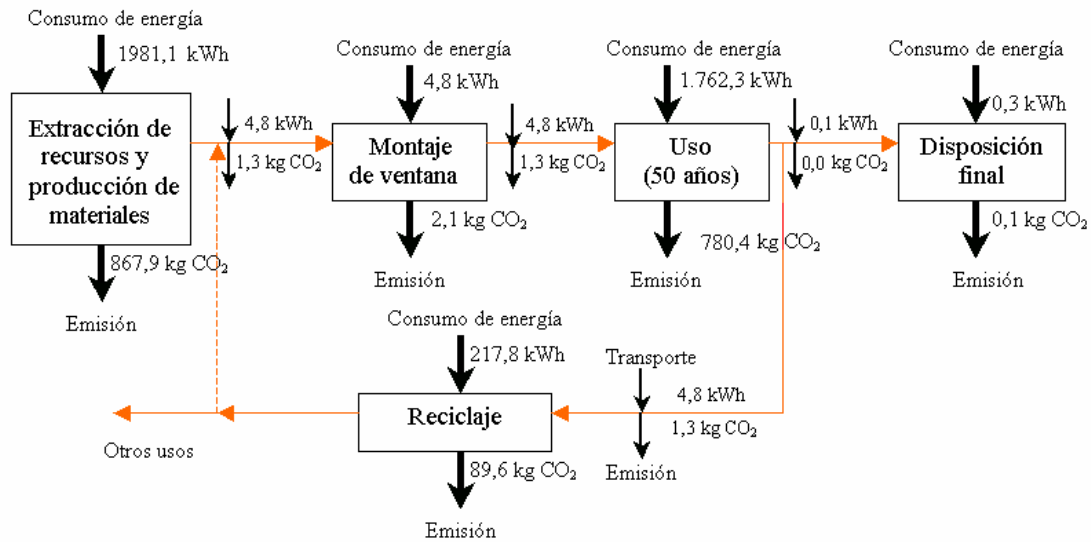 Consumo de energía
1981,1 kWh
Extracción de
recursos y
producción de
materiales
867,9 kg CO₂
Emisión
4,8 kWh
1,3 kg CO₂
Consumo de energía
4,8 kWh
Montaje
de ventana
2,1 kg CO₂
Emisión
4,8 kWh
1,3 kg CO₂
Consumo de energía
1.762,3 kWh
Uso
(50 años)
780,4 kg CO₂
Emisión
0,1 kWh
0,0 kg CO₂
Consumo de energía
0,3 kWh
Disposición
final
0,1 kg CO₂
Emisión
Transporte
4,8 kWh
1,3 kg CO₂
Emisión
Consumo de energía
217,8 kWh
Reciclaje
89,6 kg CO₂
Emisión
Otros usos